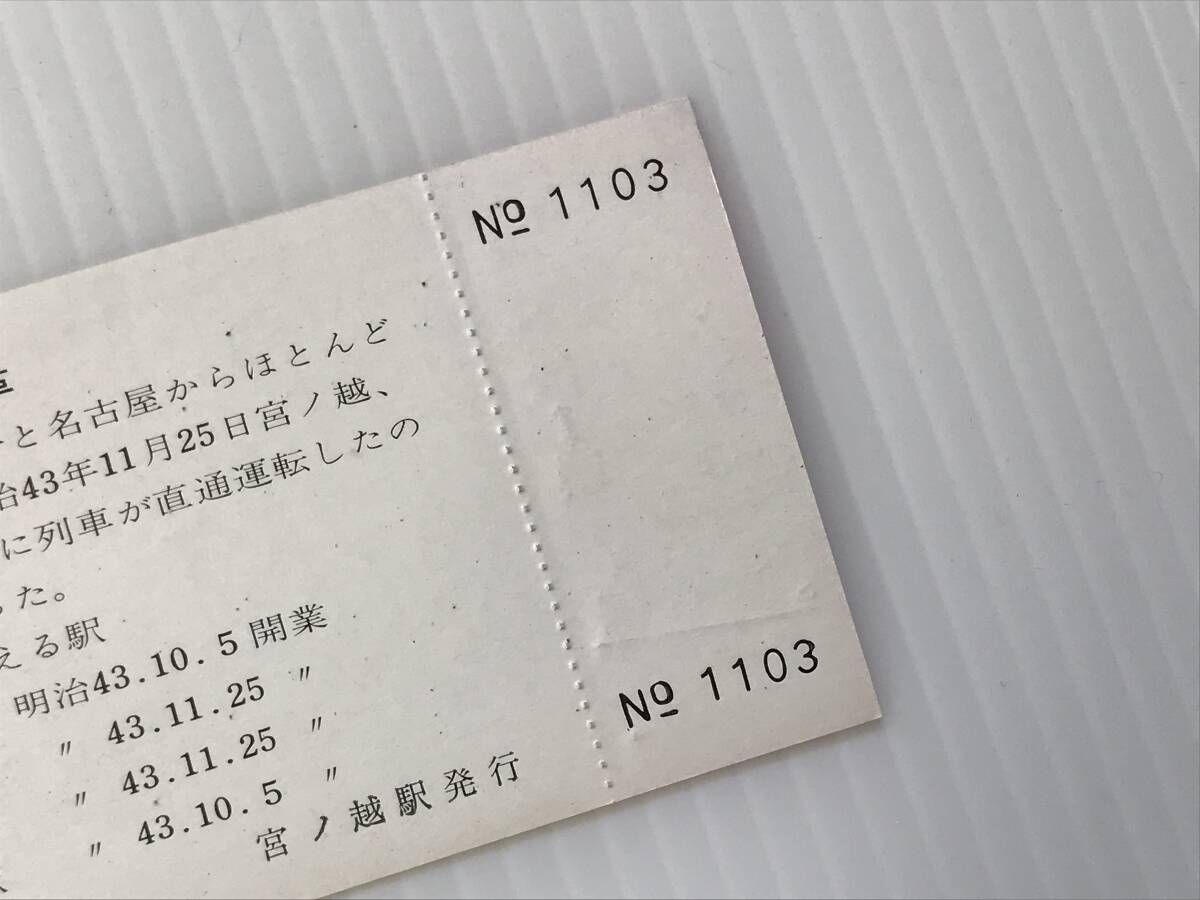 № 1103
と名古屋からほとんど
治43年11月25日宮ノ越、
に列車が直通運転したの
した。
える駅
明治43.10.5開業
〃 43.11.25 〃
〃 43.11.25 〃
〃 43.10.5 〃
宮ノ越駅発行
№ 1103